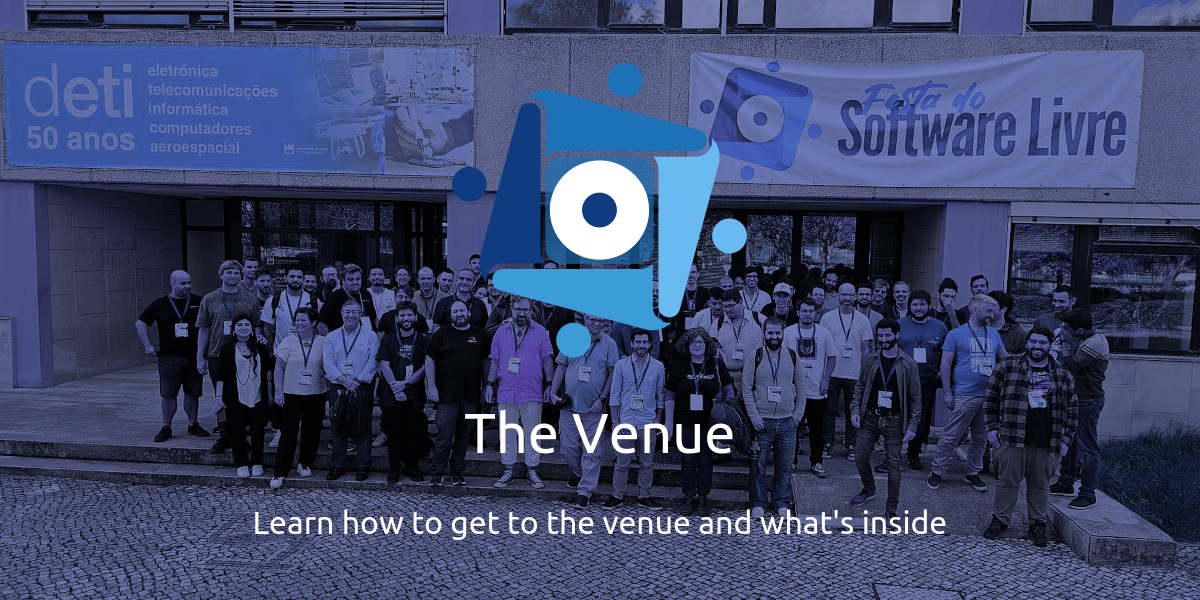 deti
50 anos
eletrónica
telecomunicações
informática
computadores
aeroespacial
Festa do
Software Livre
The Venue
Learn how to get to the venue and what's inside